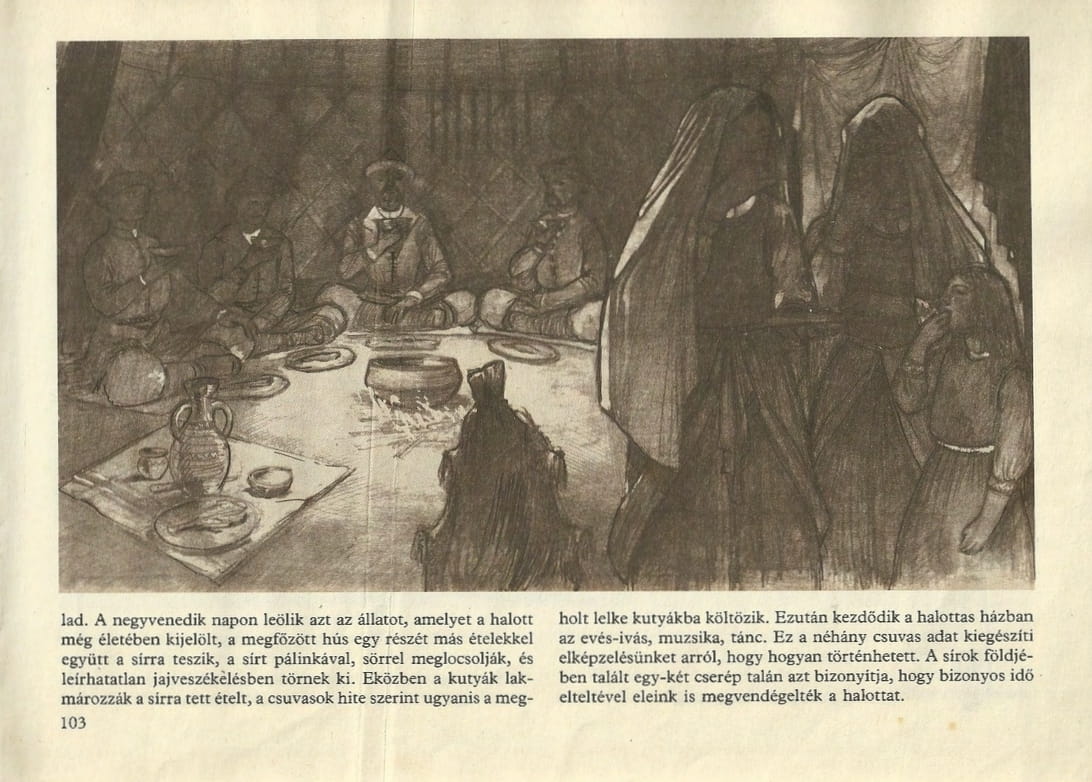 lad. A negyvenedik napon leölik azt az állatot, amelyet a halott
még életében kijelölt, a megfőzött hús egy részét más ételekkel
együtt a sírra teszik, a sírt pálinkával, sörrel meglocsolják, és
leírhatatlan jajveszékèlésben törnek ki. Eközben a kutyák lak-
mározzák a sírra tett ételt, a csuvasok hite szerint ugyanis a meg-
103
holt lelke kutyákba költözik. Ezután kezdődik a halottas házban
az evés-ivás, muzsika, tánc. Ez a néhány csuvas adat kiegészíti
elképzelésünket arról, hogy hogyan történhetett. A sírok földjé-
ben talált egy-két cserép talán azt bizonyitja, hogy bizonyos idő
elteltével eleink is megvendégelték a halottat.